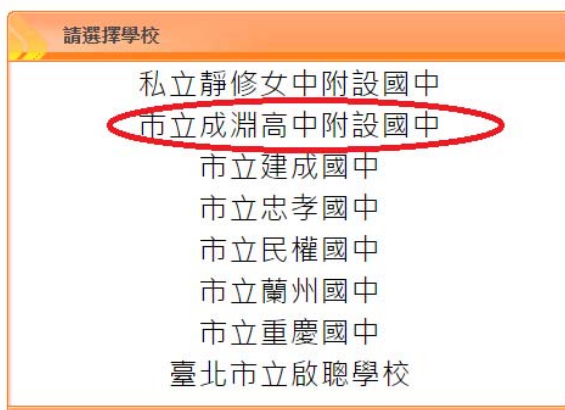 請選擇學校
私立靜修女中附設國中
市立成淵高中附設國中
市立建成國中
市立忠孝國中
市立民權國中
市立蘭州國中
市立重慶國中
臺北市立啟聰學校